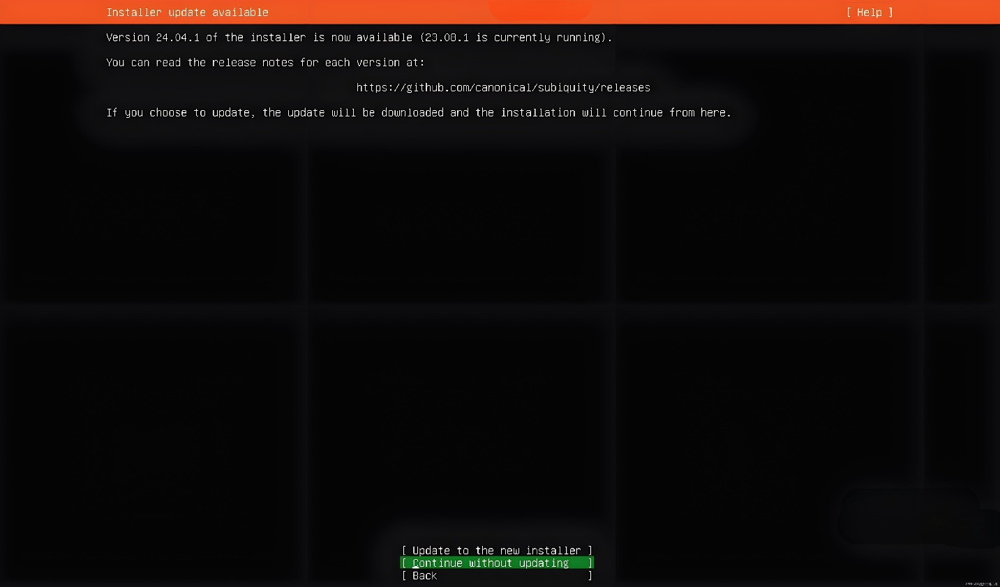 Installer update available [ Help ]
Version 24.04.1 of the installer is now available (23.08.1 is currently running).
You can read the release notes for each version at:
https://github.com/canonical/subiquity/releases
If you choose to update, the update will be downloaded and the installation will continue from here.
[ Update to the new installer ]
[ Continue without updating ]
[ Back ]